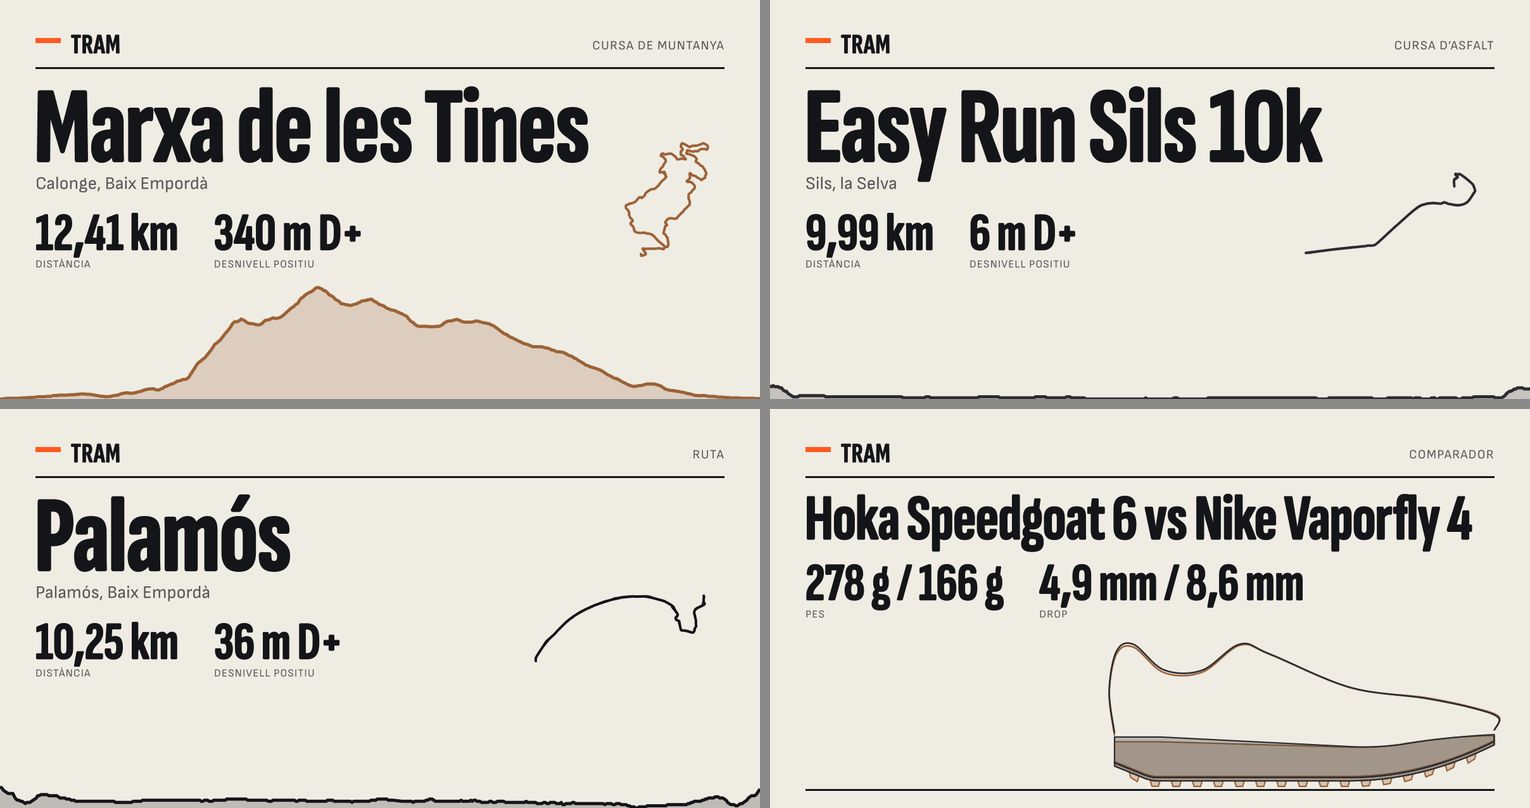 TRAM
CURSA DE MUNTANYA
Marxa de les Tines
Calonge, Baix Empordà
12,41 km 340 m D+
DISTÀNCIA DESNIVELL POSITIU
TRAM
CURSA D'ASFALT
Easy Run Sils 10k
Sils, la Selva
9,99 km 6 m D+
DISTÀNCIA DESNIVELL POSITIU
TRAM
RUTA
Palamós
Palamós, Baix Empordà
10,25 km 36 m D+
DISTÀNCIA DESNIVELL POSITIU
TRAM
COMPARADOR
Hoka Speedgoat 6 vs Nike Vaporfly 4
278 g / 166 g 4,9 mm / 8,6 mm
PES DROP